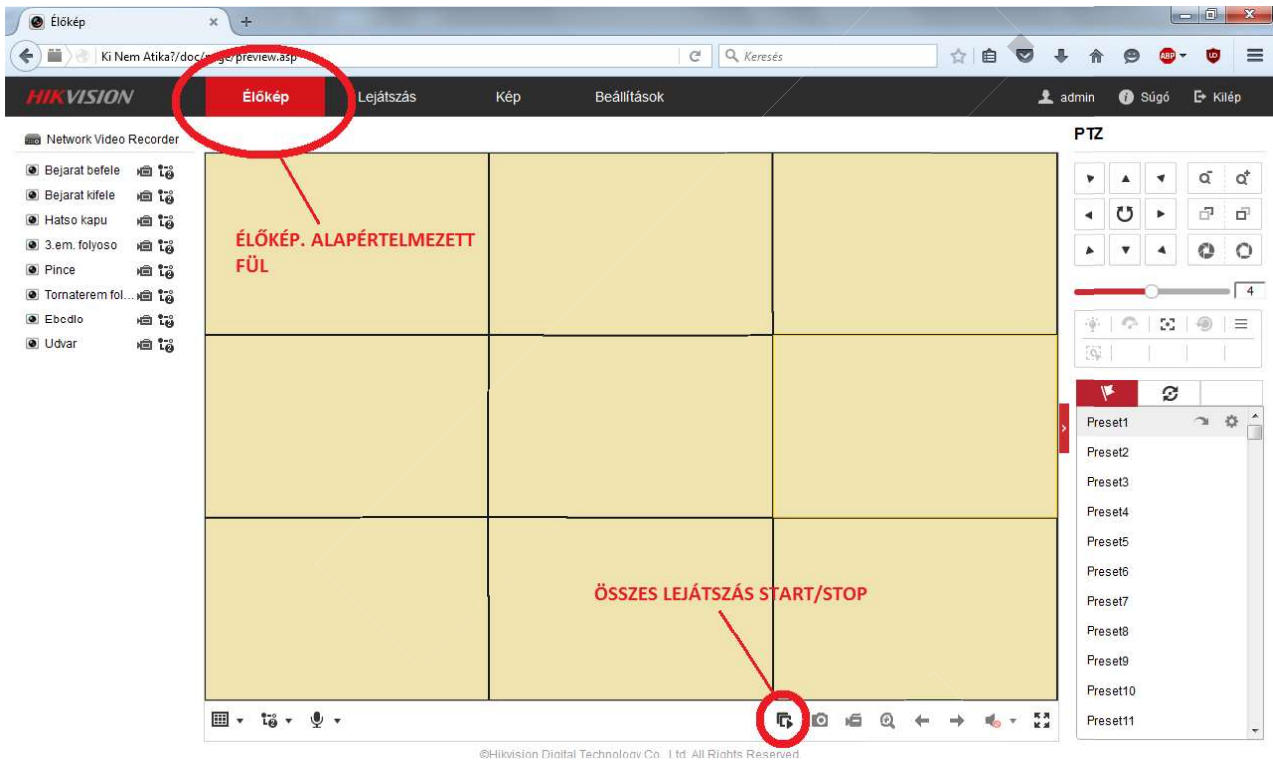 Élőkép
Ki Nem Atika?/doc/page/preview.asp
Keresés
ABP
HIKVISION
Élőkép Lejátszás Kép Beállítások
admin Súgó Kilép
Network Video Recorder
Bejarat befele
Bejarat kifele
Hatso kapu
3.em. folyoso
Pince
Tornaterem fol...
Ebedlo
Udvar
ÉLŐKÉP. ALAPÉRTELMEZETT
FÜL
ÖSSZES LEJÁTSZÁS START/STOP
PTZ
4
Preset1
Preset2
Preset3
Preset4
Preset5
Preset6
Preset7
Preset8
Preset9
Preset10
Preset11
©Hikvision Digital Technology Co., Ltd. All Rights Reserved.